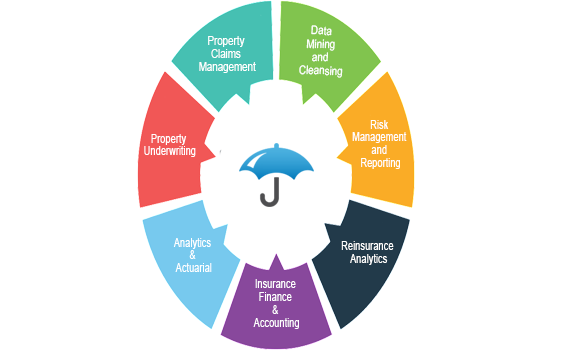 Property
Claims
Management
Data
Mining
and
Cleansing
Risk
Management
and
Reporting
Reinsurance
Analytics
Insurance
Finance
&
Accounting
Analytics
&
Actuarial
Property
Underwriting